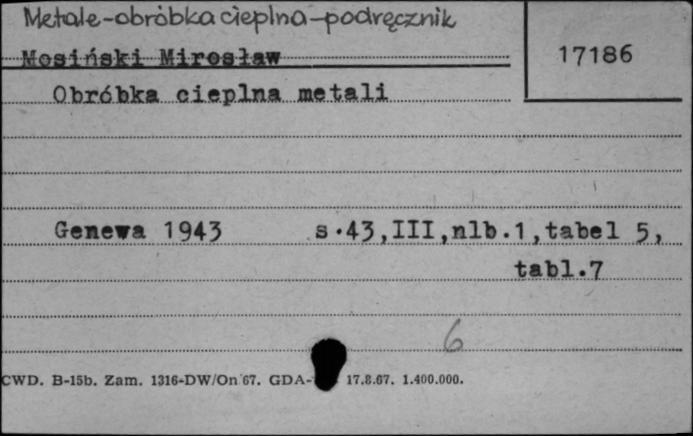 Metale-obróbka cieplna-podręcznik
Mosiński Mirosław
17186
Obróbka cieplna metali
Genewa 1943 s.43,III,nlb.1,tabel 5,
tabl.7
6
CWD. B-15b. Zam. 1316-DW/On 67. GDA- 17.8.67. 1.400.000.